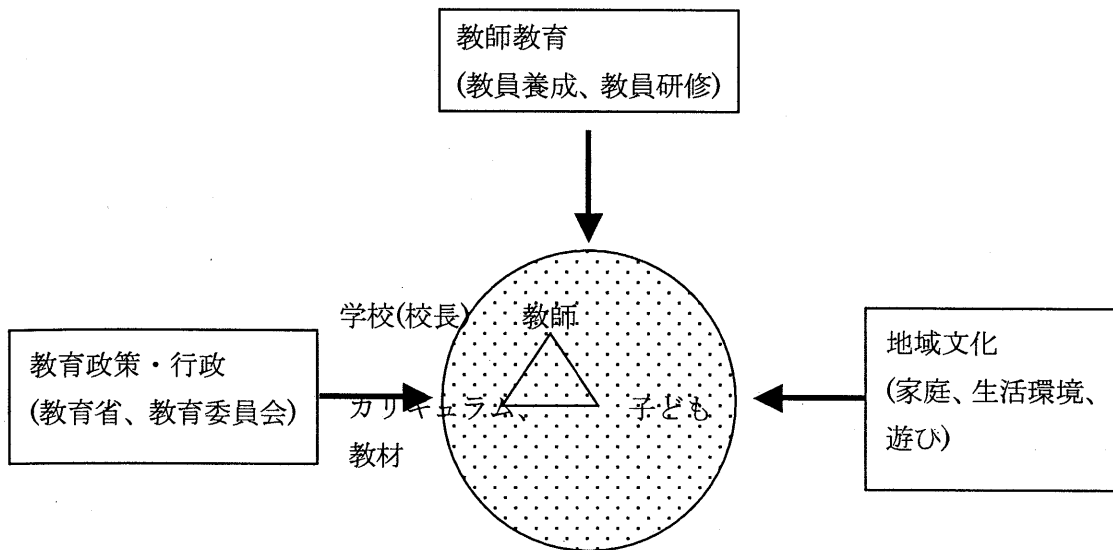 教師教育
(教員養成、教員研修)
学校(校長)
教師
教育政策・行政
(教育省、教育委員会)
カリキュラム、
教材
子ども
地域文化
(家庭、生活環境、
遊び)